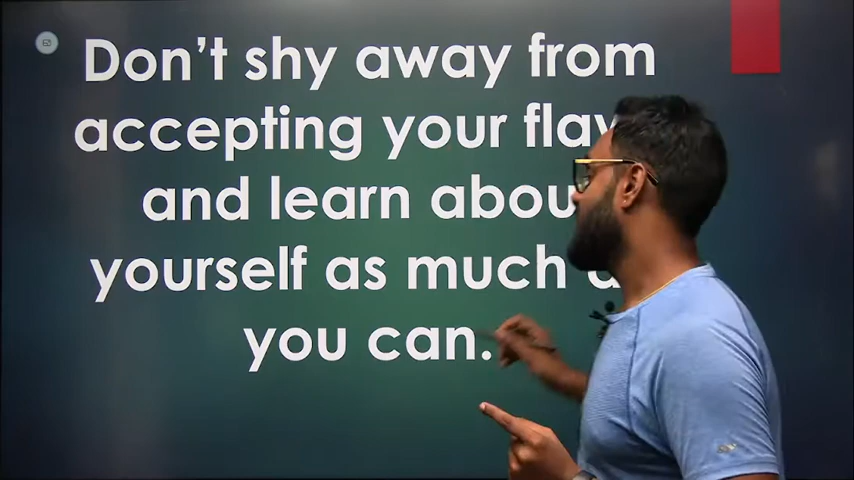 Don't shy away from
accepting your
and learn
yourself as much
you can.